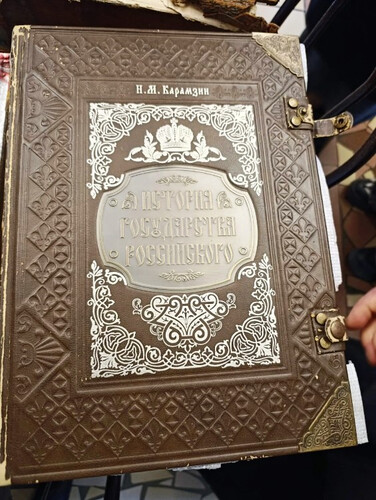 Н. М. Карамзин
История
Государства
Российского